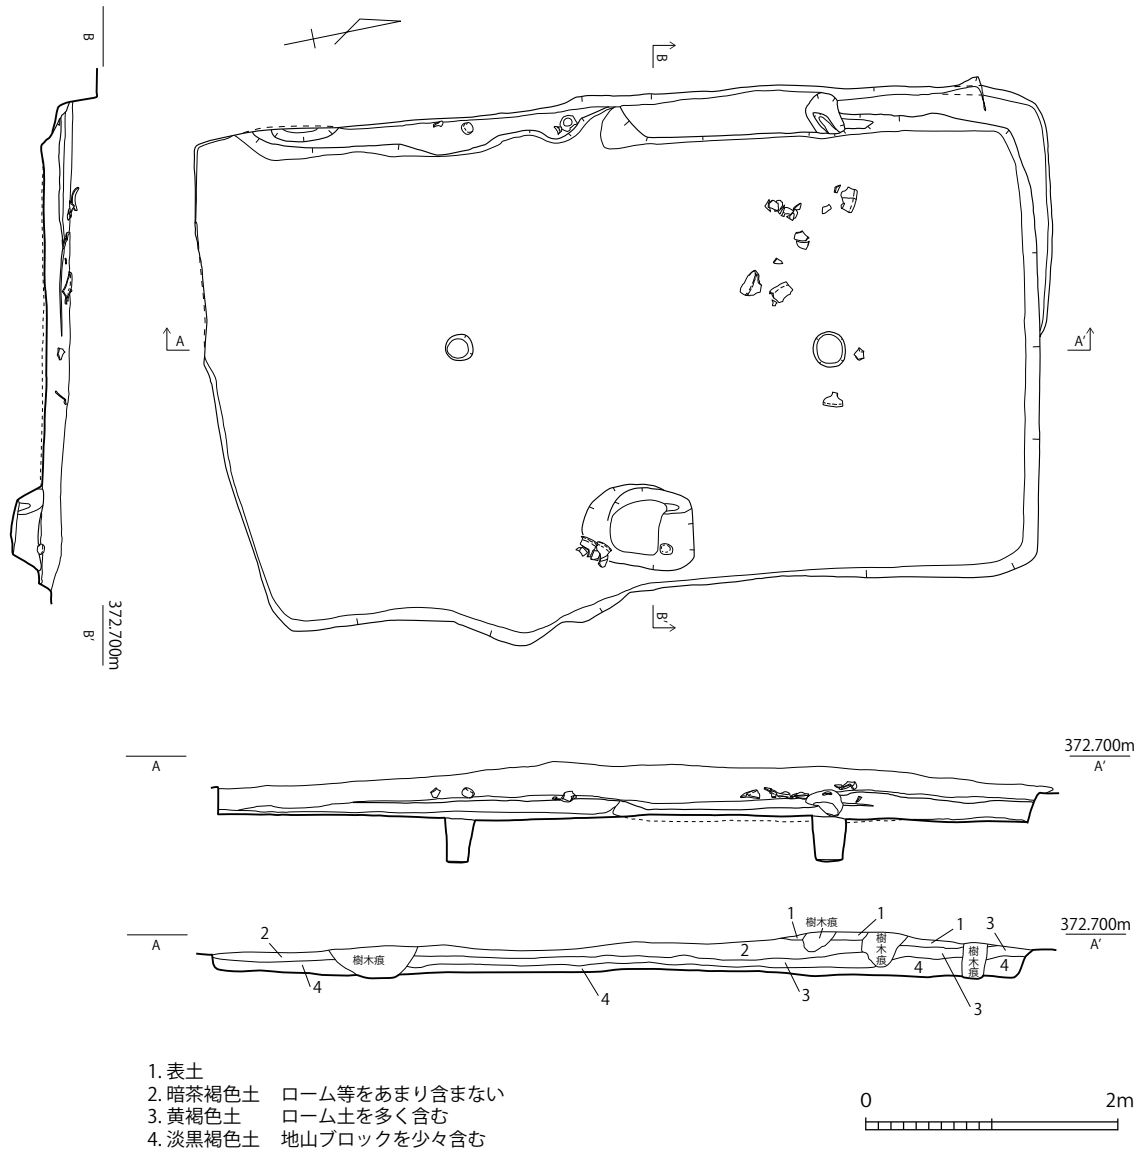 B
B
A
A'
B'
372.700m
B'
372.700m
A
A'
1
樹木痕
1
372.700m
A
2
1
3
A'
樹木痕
2
樹木痕
樹木痕
4
4
4
4
3
3
1. 表土
2. 暗茶褐色土 ローム等をあまり含まない
3. 黄褐色土 ローム土を多く含む
4. 淡黒褐色土 地山ブロックを少々含む
0 2m